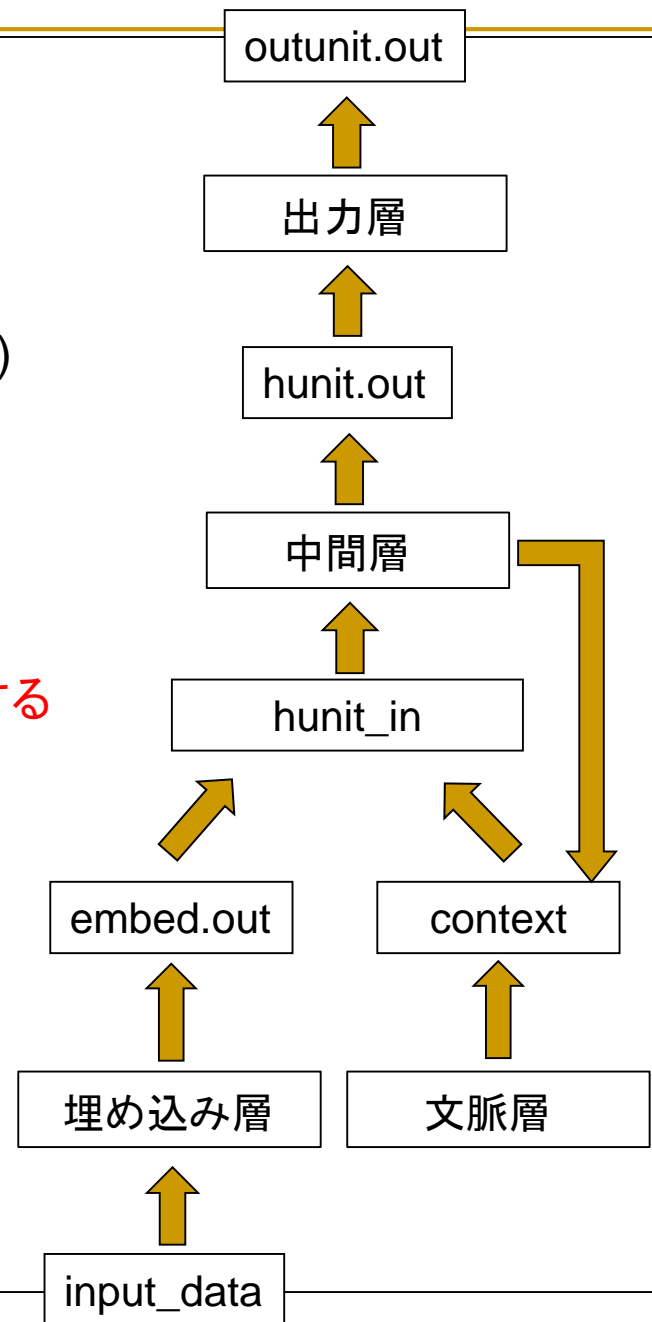 outunit.out
出力層
)
hunit.out
中間層
する
hunit_in
embed.out
context
埋め込み層
文脈層
input_data